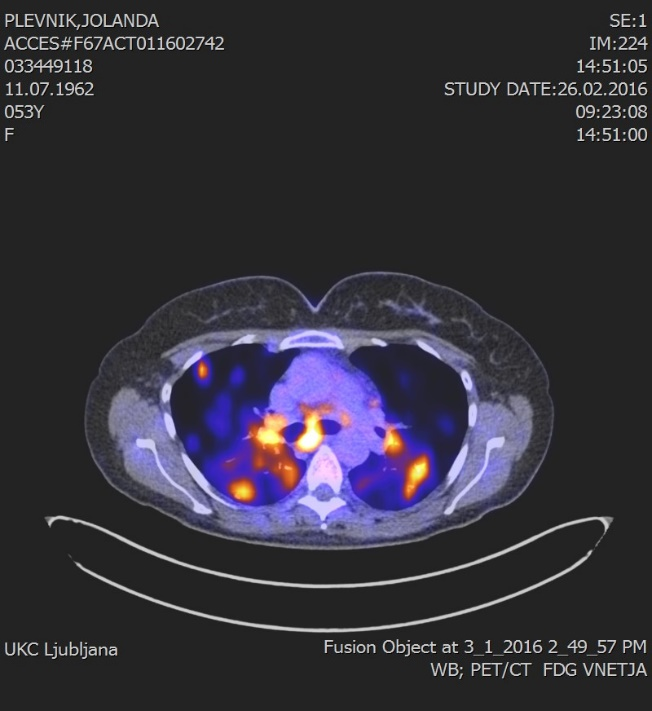 PLEVNIK,JOLANDA
ACCES#F67ACT011602742
033449118
11.07.1962
053Y
F
SE:1
IM:224
14:51:05
STUDY DATE:26.02.2016
09:23:08
14:51:00
UKC Ljubljana
Fusion Object at 3_1_2016 2_49_57 PM
WB; PET/CT  FDG VNETJA